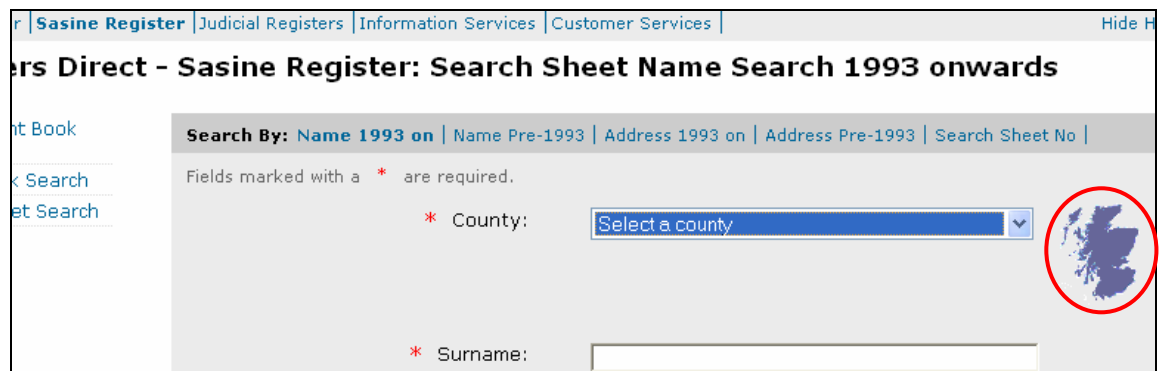 r | Sasine Register | Judicial Registers | Information Services | Customer Services | Hide H
ers Direct - Sasine Register: Search Sheet Name Search 1993 onwards
nt Book
Search By: Name 1993 on | Name Pre-1993 | Address 1993 on | Address Pre-1993 | Search Sheet No |
k Search
Fields marked with a * are required.
et Search
* County: Select a county
* Surname: